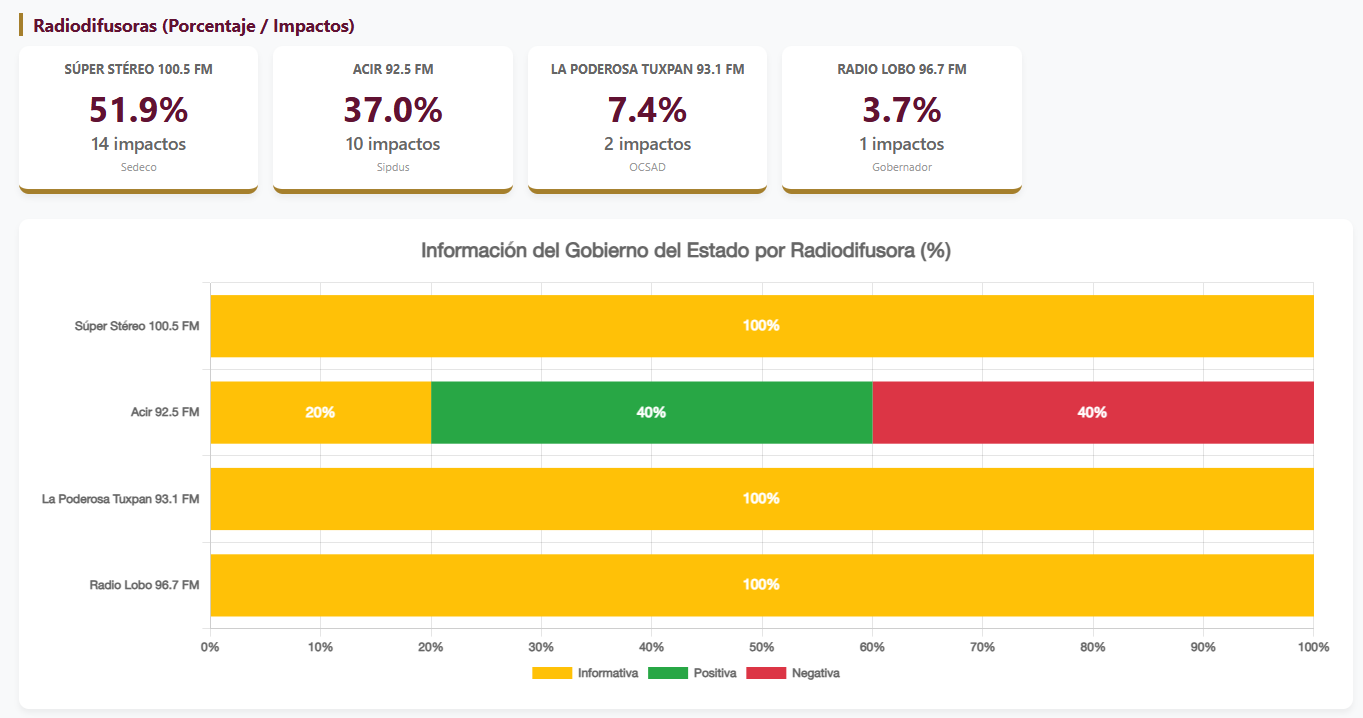 Radiodifusoras (Porcentaje / Impactos)
SÚPER STÉREO 100.5 FM
51.9%
14 impactos
Sedeco
ACIR 92.5 FM
37.0%
10 impactos
Sipdus
LA PODEROSA TUXPAN 93.1 FM
7.4%
2 impactos
OCSAD
RADIO LOBO 96.7 FM
3.7%
1 impactos
Gobernador
Información del Gobierno del Estado por Radiodifusora (%)
Súper Stéreo 100.5 FM
100%
Acir 92.5 FM
20%
40%
40%
La Poderosa Tuxpan 93.1 FM
100%
Radio Lobo 96.7 FM
100%
0% 10% 20% 30% 40% 50% 60% 70% 80% 90% 100%
Informativa Positiva Negativa